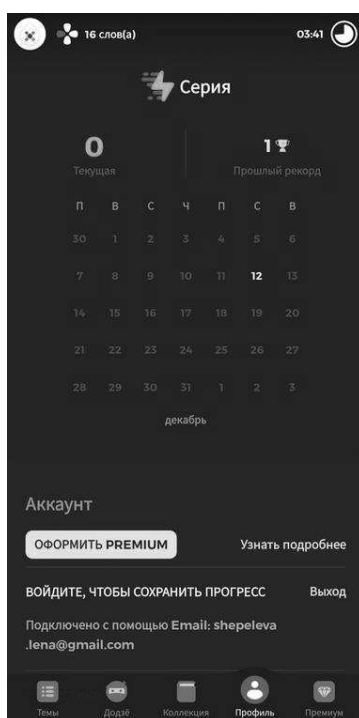 16 слов(а) 03:41
Серия
0 1
Текущая Прошлый рекорд
П В С Ч П С В
30 1 2 3 4 5 6
7 8 9 10 11 12 13
14 15 16 17 18 19 20
21 22 23 24 25 26 27
28 29 30 31 1 2 3
декабрь
Аккаунт
ОФОРМИТЬ PREMIUM Узнать подробнее
ВОЙДИТЕ, ЧТОБЫ СОХРАНИТЬ ПРОГРЕСС Выход
Подключено с помощью Email: shepeleva
.lena@gmail.com
Темы Додзё Коллекция Профиль Премиум